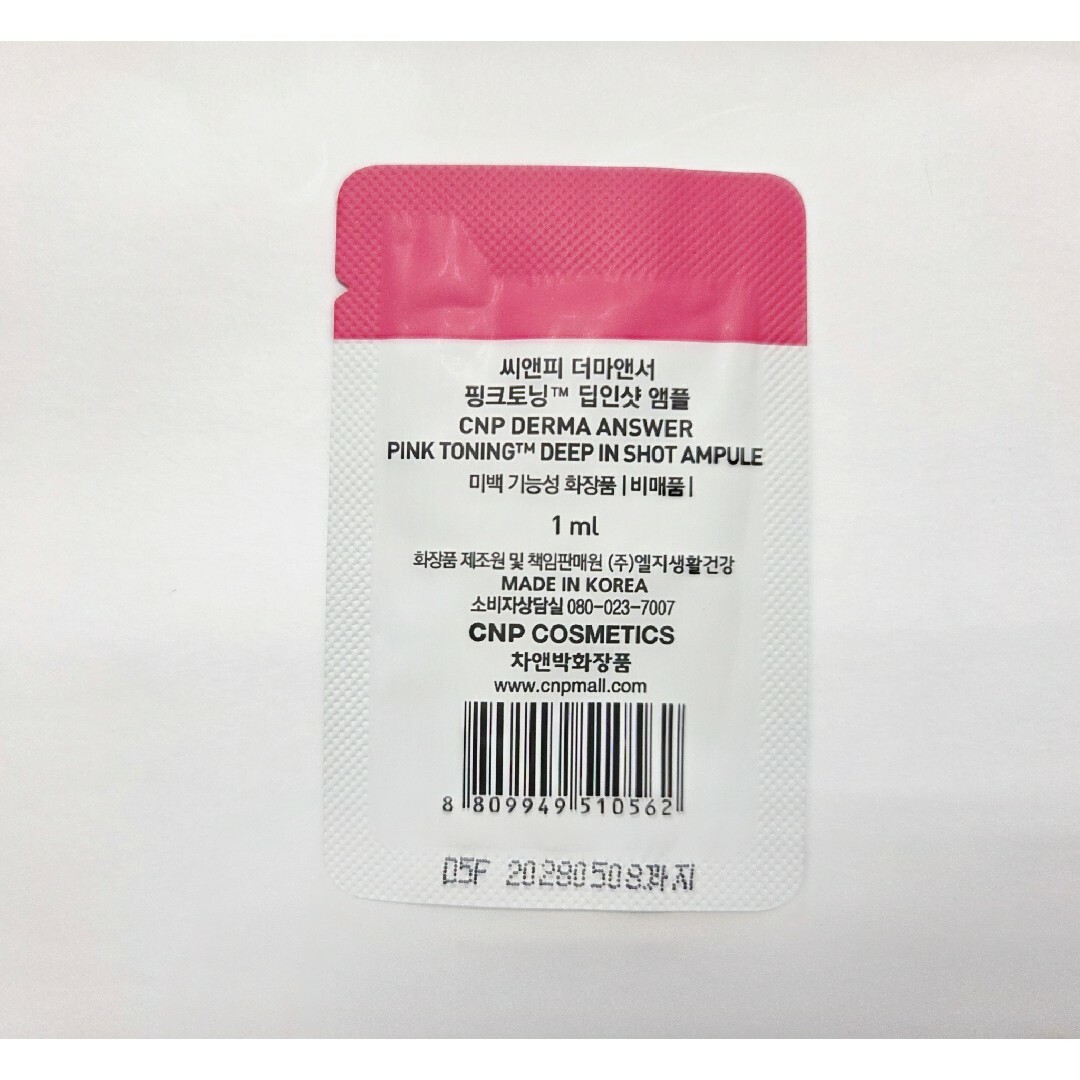 씨앤피 더마앤서
핑크토닝™ 딥인샷 앰플
CNP DERMA ANSWER
PINK TONING™ DEEP IN SHOT AMPULE
미백 기능성 화장품 | 비매품 |
1 ml
화장품 제조원 및 책임판매원 (주)엘지생활건강
MADE IN KOREA
소비자상담실 080-023-7007
CNP COSMETICS
차앤박화장품
www.cnpmall.com
8 809949 510562
05F 20280508까지